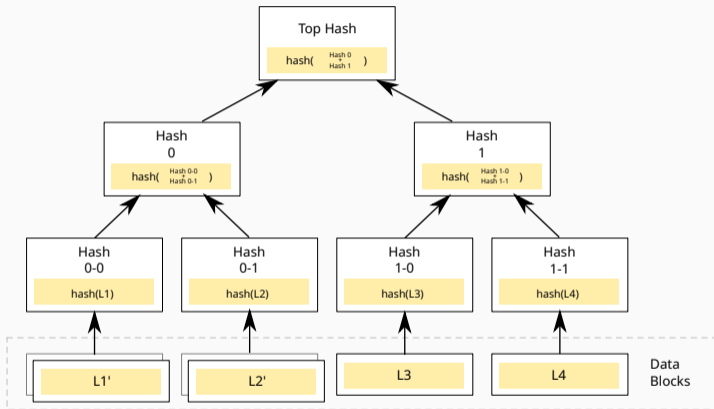 Top Hash
hash( Hash 0 + Hash 1 )
Hash
0
hash( Hash 0-0 + Hash 0-1 )
Hash
1
hash( Hash 1-0 + Hash 1-1 )
Hash
0-0
hash(L1)
Hash
0-1
hash(L2)
Hash
1-0
hash(L3)
Hash
1-1
hash(L4)
L1'
L2'
L3
L4
Data
Blocks